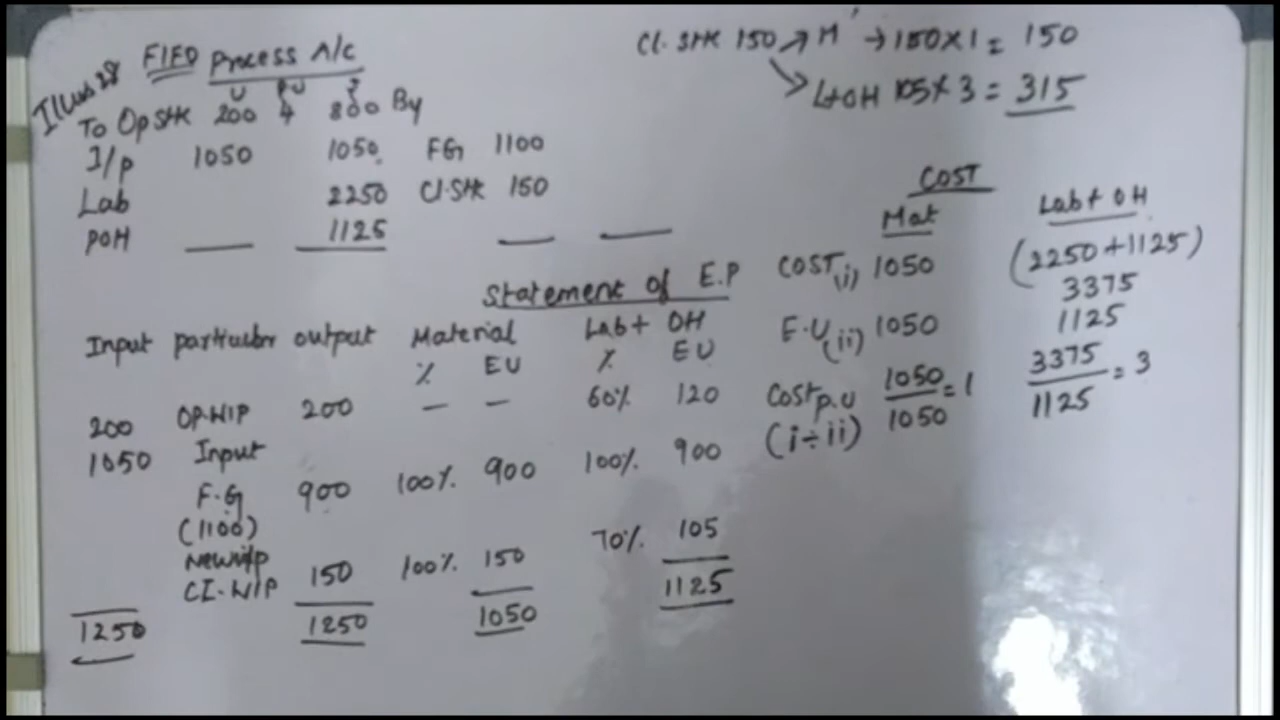 Illus 28 FIFO Process A/c
U P.U ₹
To Op Stk 200 4 800 By
I/p 1050 1050 FG 1100
Lab 2250 Cl. Stk 150
POH 1125
Cl. Stk 150 → M → 150 x 1 = 150
L+OH 105 x 3 = 315
Statement of E.P
Input particular output Material Lab + OH
% EU % EU
200 OP.WIP 200 — — 60% 120
1050 Input
F.G 900 100% 900 100% 900
(1100)
New i/p
Cl. WIP 150 100% 150 70% 105
1250 1250 1050 1125
COST
Mat Lab + OH
COST (i) 1050 (2250+1125)
3375
E.U (ii) 1050 1125
Cost p.u 1050/1050 = 1 3375/1125 = 3
(i ÷ ii)